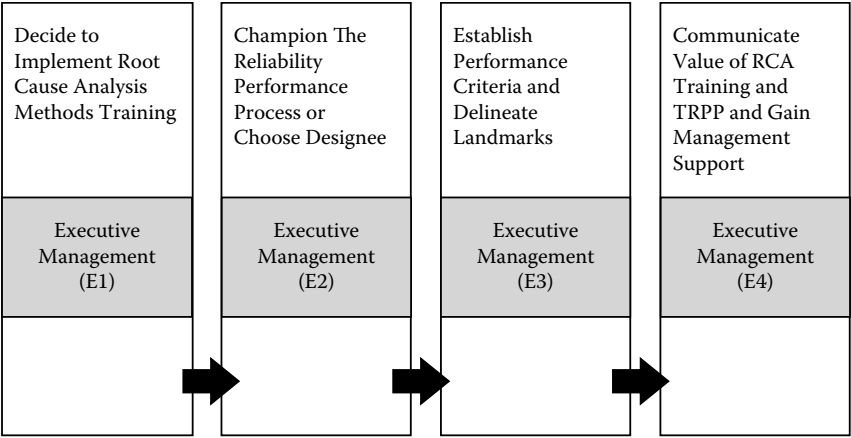 Decide to
Implement Root
Cause Analysis
Methods Training
Executive
Management
(E1)
Champion The
Reliability
Performance
Process or
Choose Designee
Executive
Management
(E2)
Establish
Performance
Criteria and
Delineate
Landmarks
Executive
Management
(E3)
Communicate
Value of RCA
Training and
TRPP and Gain
Management
Support
Executive
Management
(E4)